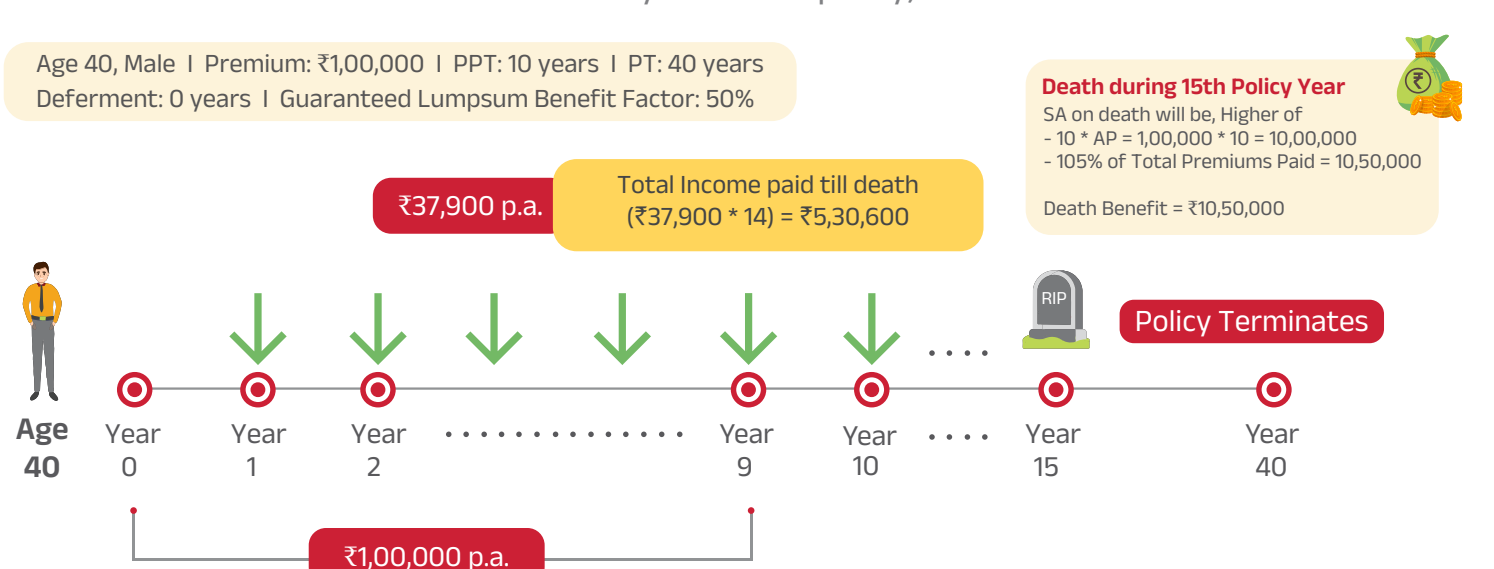 Age 40, Male I Premium: ₹1,00,000 I PPT: 10 years I PT: 40 years
Deferment: 0 years I Guaranteed Lumpsum Benefit Factor: 50%
Death during 15th Policy Year
SA on death will be, Higher of
- 10 * AP = 1,00,000 * 10 = 10,00,000
- 105% of Total Premiums Paid = 10,50,000
Death Benefit = ₹10,50,000
₹
₹37,900 p.a.
Total Income paid till death
(₹37,900 * 14) = ₹5,30,600
RIP
Policy Terminates
Age
40
Year
0
Year
1
Year
2
Year
9
Year
10
Year
15
Year
40
₹1,00,000 p.a.